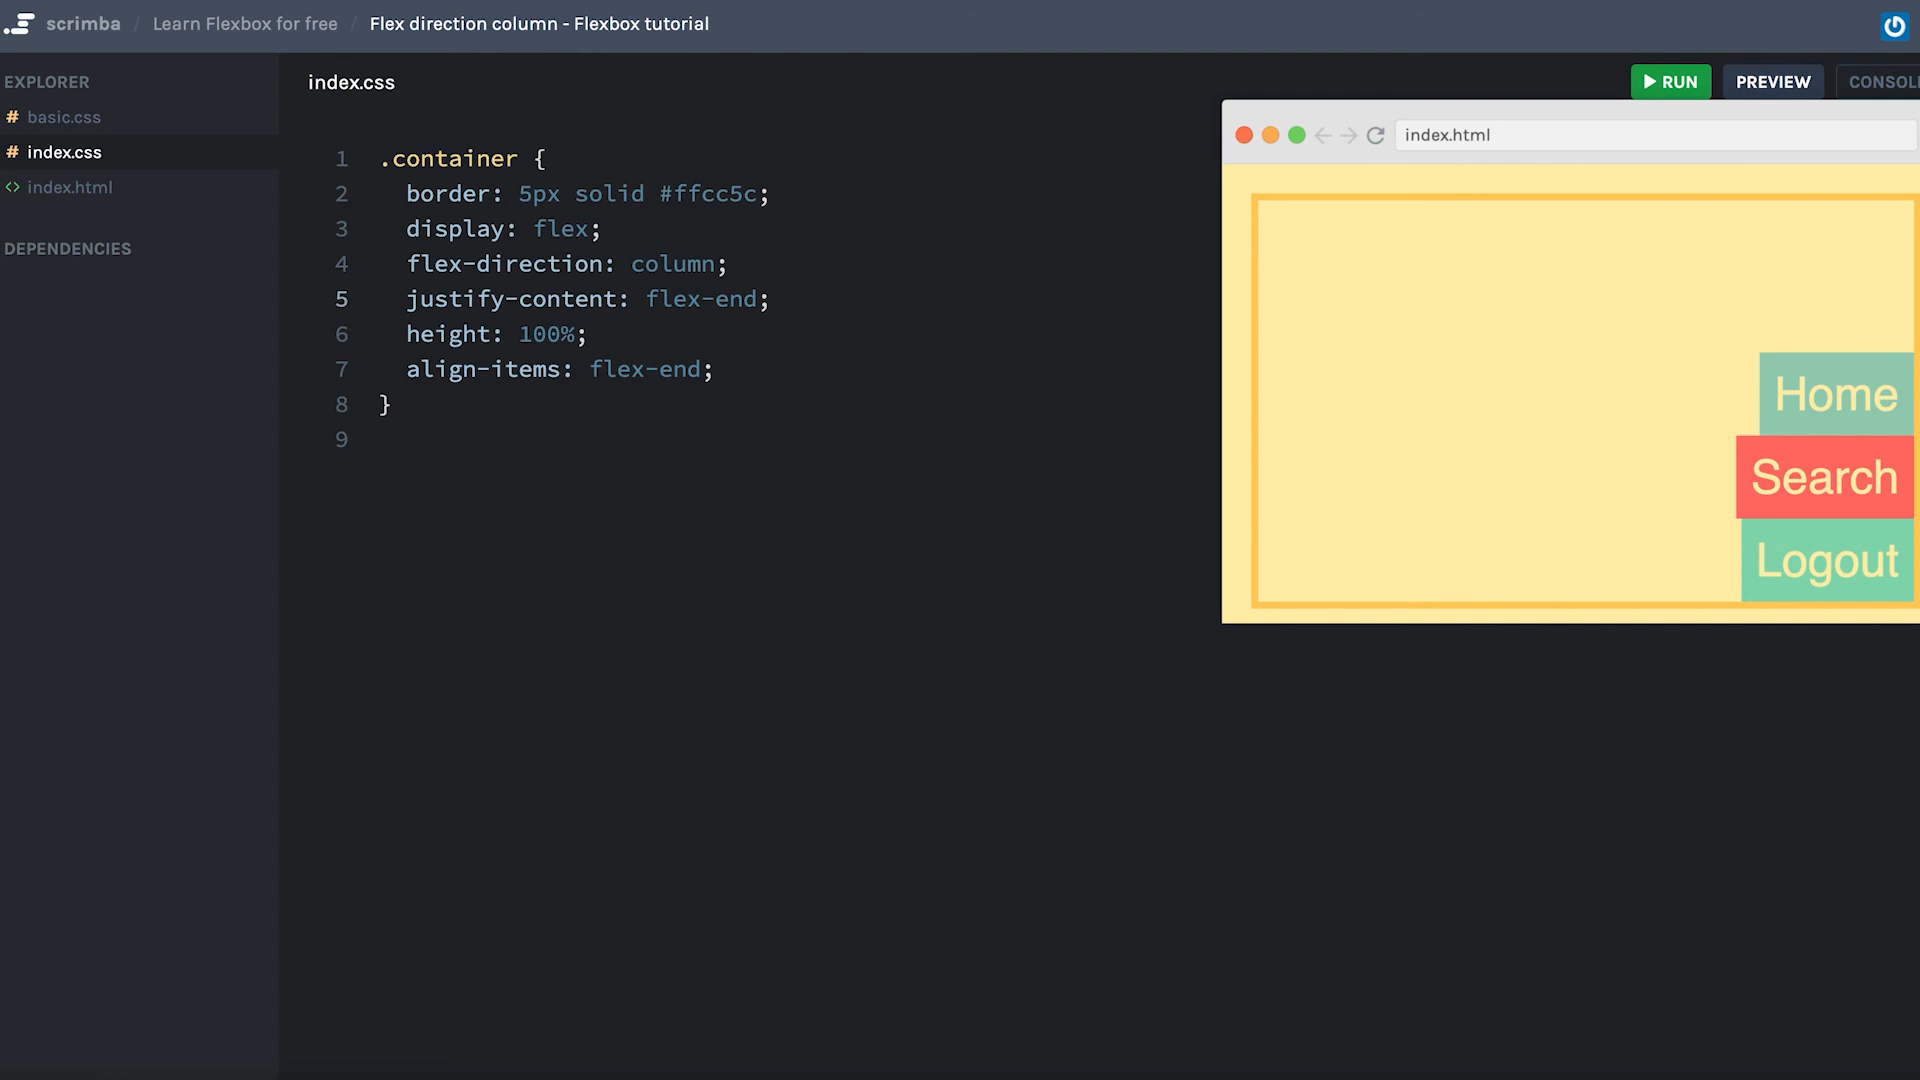 scrimba / Learn Flexbox for free / Flex direction column - Flexbox tutorial
EXPLORER
# basic.css
# index.css
<> index.html
DEPENDENCIES
index.css
RUN PREVIEW CONSOL
index.html
1 .container {
2 border: 5px solid #ffcc5c;
3 display: flex;
4 flex-direction: column;
5 justify-content: flex-end;
6 height: 100%;
7 align-items: flex-end;
8 }
9
Home
Search
Logout